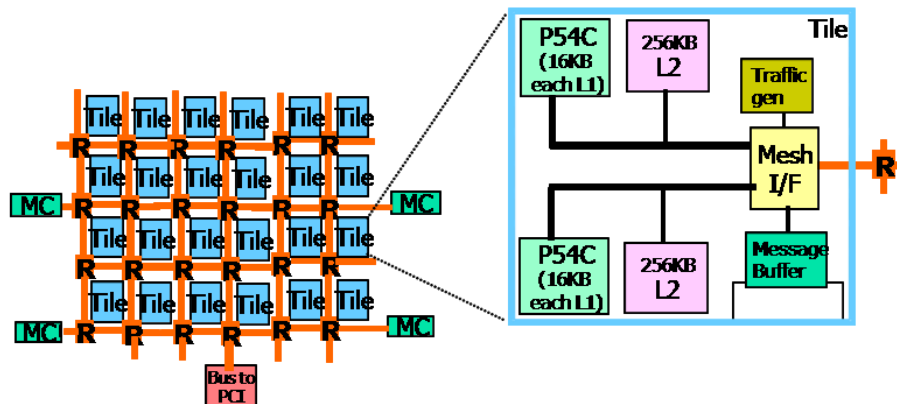 Tile Tile Tile Tile Tile Tile
R R R R R R
Tile Tile Tile Tile Tile Tile
MC R R R R R R MC
Tile Tile Tile Tile Tile Tile
R R R R R R
Tile Tile Tile Tile Tile Tile
MC R R R R R R MC
Bus to
PCI
Tile
P54C
(16KB
each L1)
256KB
L2
Traffic
gen
Mesh
I/F
R
P54C
(16KB
each L1)
256KB
L2
Message
Buffer